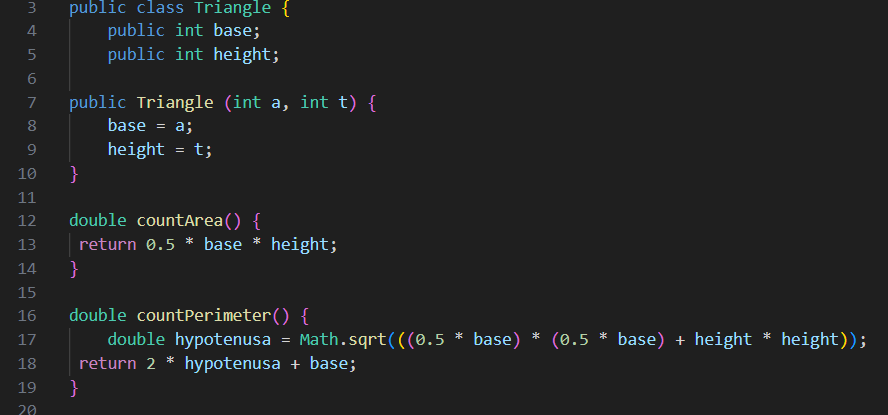 3 public class Triangle {
4     public int base;
5     public int height;
6
7 public Triangle (int a, int t) {
8     base = a;
9     height = t;
10 }
11
12 double countArea() {
13  return 0.5 * base * height;
14 }
15
16 double countPerimeter() {
17     double hypotenusa = Math.sqrt(((0.5 * base) * (0.5 * base) + height * height));
18  return 2 * hypotenusa + base;
19 }
20